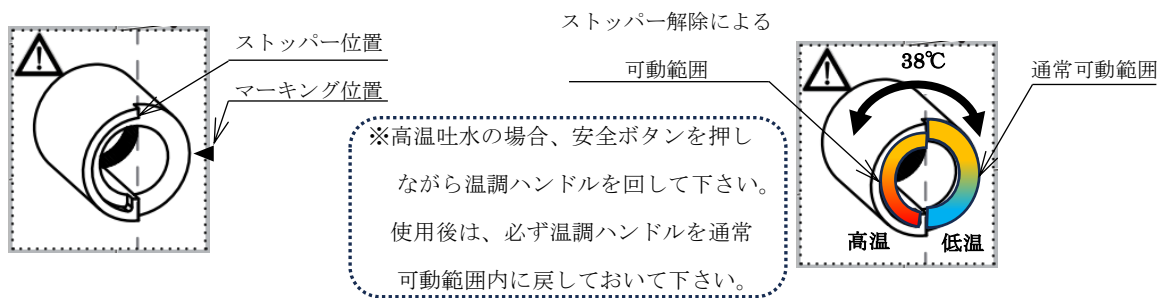 ストッパー位置
マーキング位置
※高温吐水の場合、安全ボタンを押し
ながら温調ハンドルを回して下さい。
使用後は、必ず温調ハンドルを通常
可動範囲内に戻しておいて下さい。
ストッパー解除による
可動範囲
38℃
通常可動範囲
高温
低温